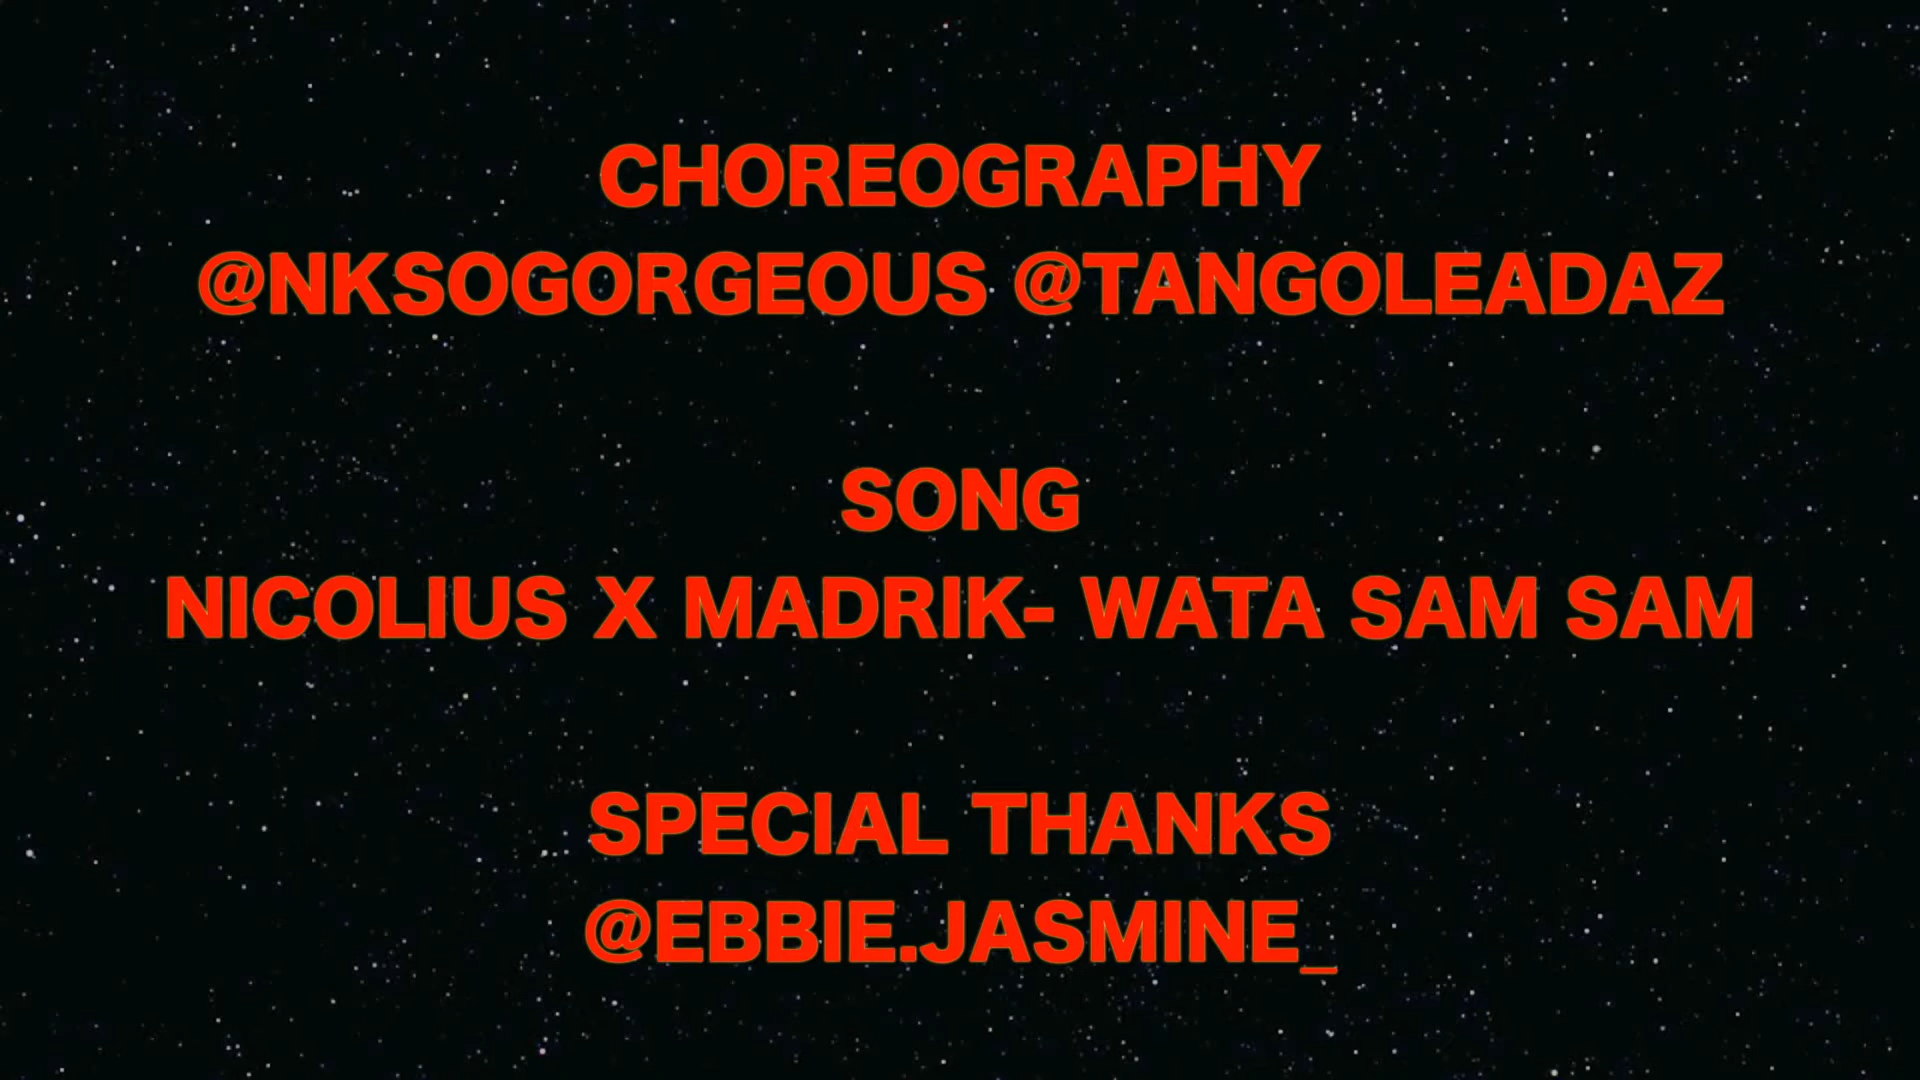 CHOREOGRAPHY
@NKSOGORGEOUS @TANGOLEADAZ
SONG
NICOLIUS X MADRIK- WATA SAM SAM
SPECIAL THANKS
@EBBIE.JASMINE_